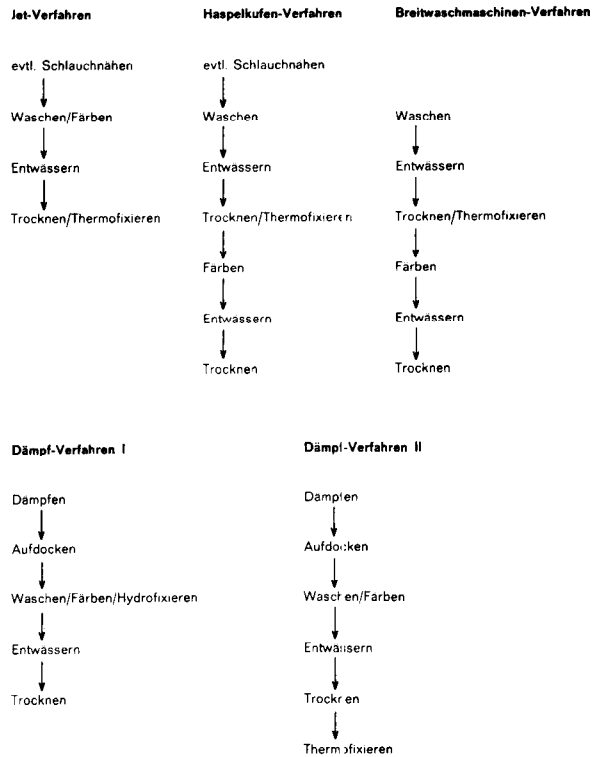 Jet-Verfahren
evtl. Schlauchnähen
Waschen/Färben
Entwässern
Trocknen/Thermofixieren
Haspelkufen-Verfahren
evtl. Schlauchnähen
Waschen
Entwässern
Trocknen/Thermofixieren
Färben
Entwässern
Trocknen
Breitwaschmaschinen-Verfahren
Waschen
Entwässern
Trocknen/Thermofixieren
Färben
Entwässern
Trocknen
Dämpf-Verfahren I
Dämpfen
Aufdocken
Waschen/Färben/Hydrofixieren
Entwässern
Trocknen
Dämpf-Verfahren II
Dämpfen
Aufdocken
Waschen/Färben
Entwässern
Trocknen
Thermofixieren